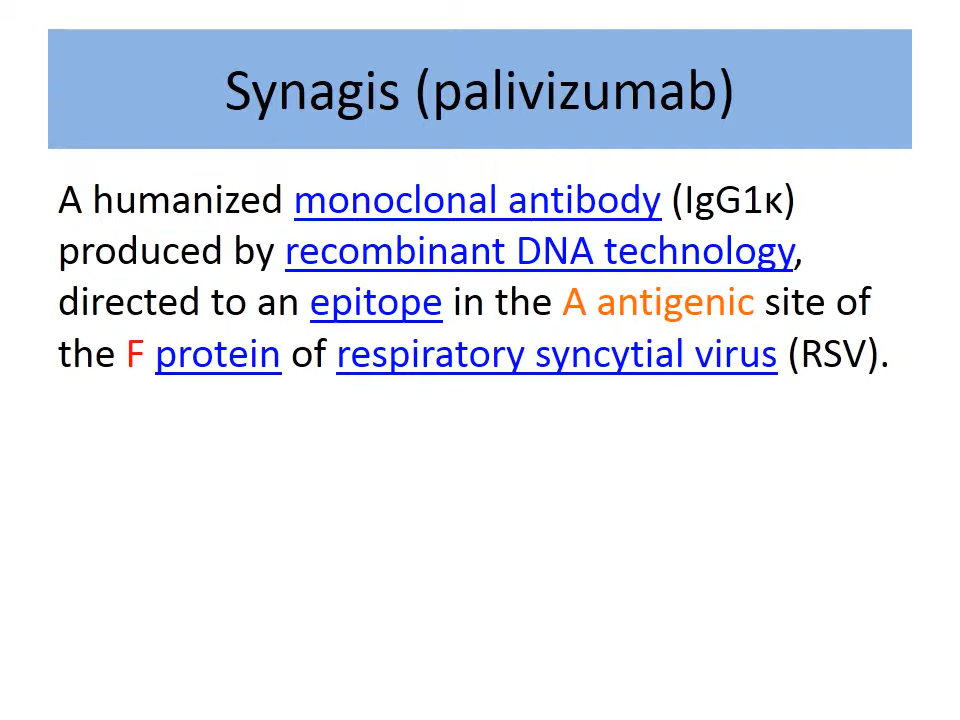 Synagis (palivizumab)
A humanized monoclonal antibody (IgG1κ)
produced by recombinant DNA technology,
directed to an epitope in the A antigenic site of
the F protein of respiratory syncytial virus (RSV).